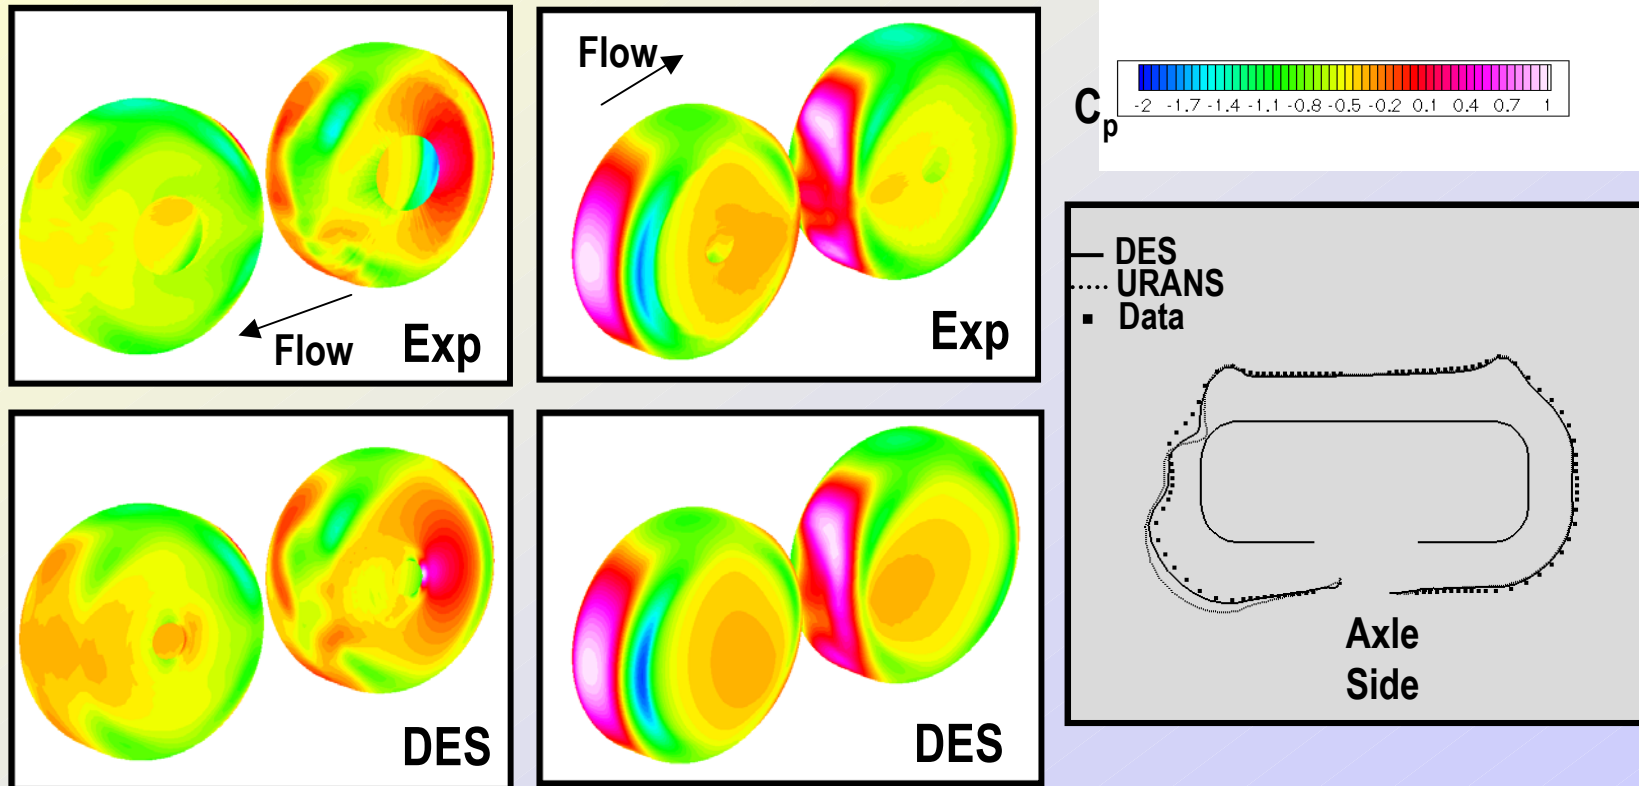 Flow
Exp
Flow
Exp
C p
-2 -1.7 -1.4 -1.1 -0.8 -0.5 -0.2 0.1 0.4 0.7 1
DES
URANS
Data
Axle
Side
DES
DES